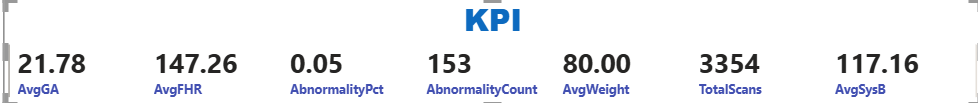 KPI
21.78 147.26 0.05 153 80.00 3354 117.16
AvgGA AvgFHR AbnormalityPct AbnormalityCount AvgWeight TotalScans AvgSysB